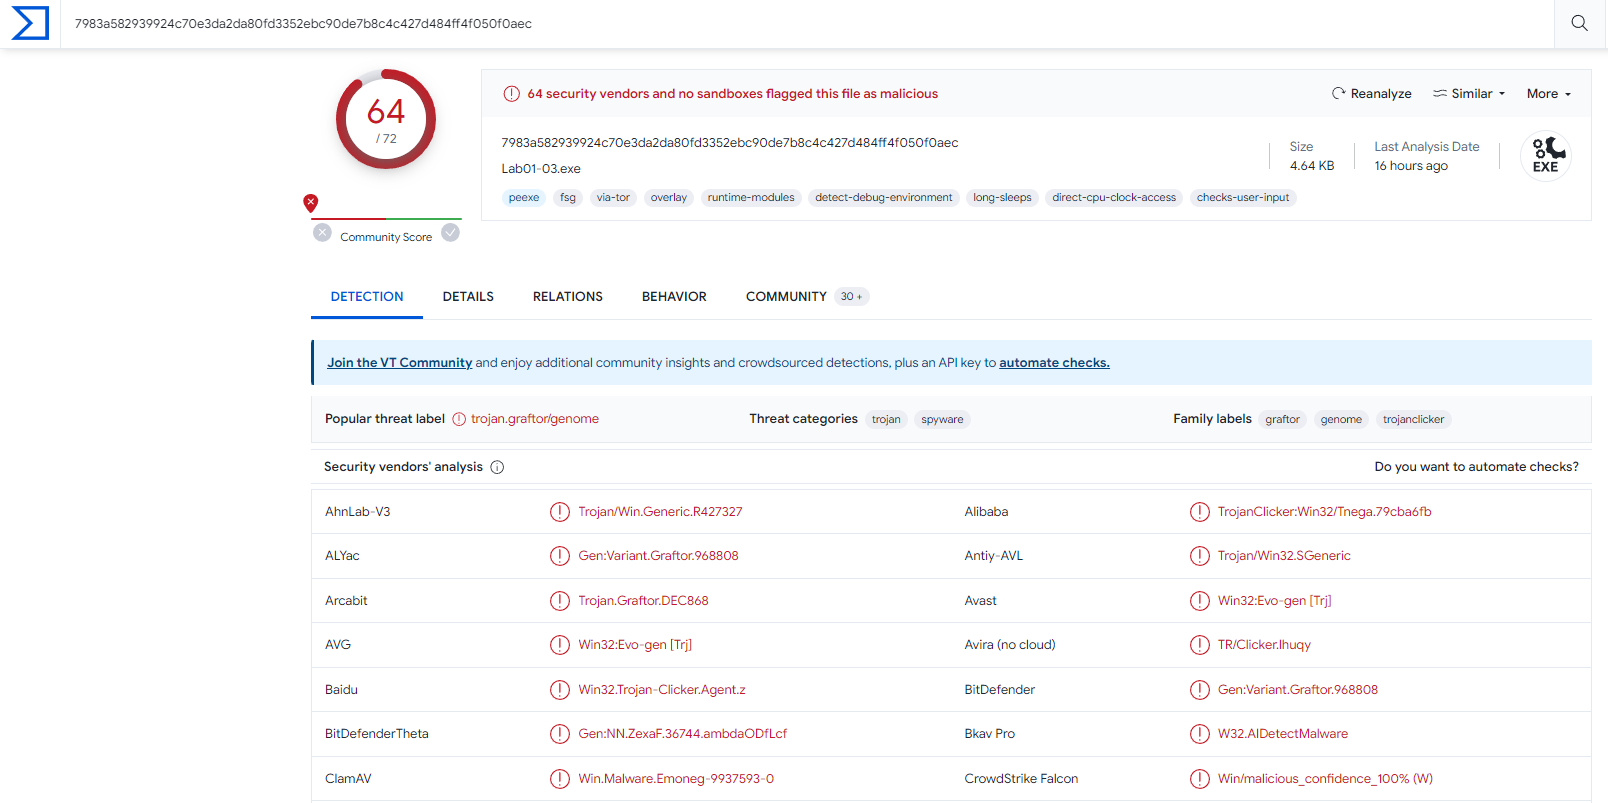 7983a582939924c70e3da2da80fd3352ebc90de7b8c4c427d484ff4f050f0aec
64
/ 72
Community Score
64 security vendors and no sandboxes flagged this file as malicious
Reanalyze Similar More
7983a582939924c70e3da2da80fd3352ebc90de7b8c4c427d484ff4f050f0aec
Lab01-03.exe
Size
4.64 KB
Last Analysis Date
16 hours ago
EXE
peexe fsg via-tor overlay runtime-modules detect-debug-environment long-sleeps direct-cpu-clock-access checks-user-input
DETECTION DETAILS RELATIONS BEHAVIOR COMMUNITY 30 +
Join the VT Community and enjoy additional community insights and crowdsourced detections, plus an API key to automate checks.
Popular threat label trojan.graftor/genome Threat categories trojan spyware Family labels graftor genome trojanclicker
Security vendors' analysis Do you want to automate checks?
AhnLab-V3 Trojan/Win.Generic.R427327 Alibaba TrojanClicker:Win32/Tnega.79cba6fb
ALYac Gen:Variant.Graftor.968808 Antiy-AVL Trojan/Win32.SGeneric
Arcabit Trojan.Graftor.DEC868 Avast Win32:Evo-gen [Trj]
AVG Win32:Evo-gen [Trj] Avira (no cloud) TR/Clicker.lhuqy
Baidu Win32.Trojan-Clicker.Agent.z BitDefender Gen:Variant.Graftor.968808
BitDefenderTheta Gen:NN.ZexaF.36744.ambdaODfLcf Bkav Pro W32.AIDetectMalware
ClamAV Win.Malware.Emoneg-9937593-0 CrowdStrike Falcon Win/malicious_confidence_100% (W)